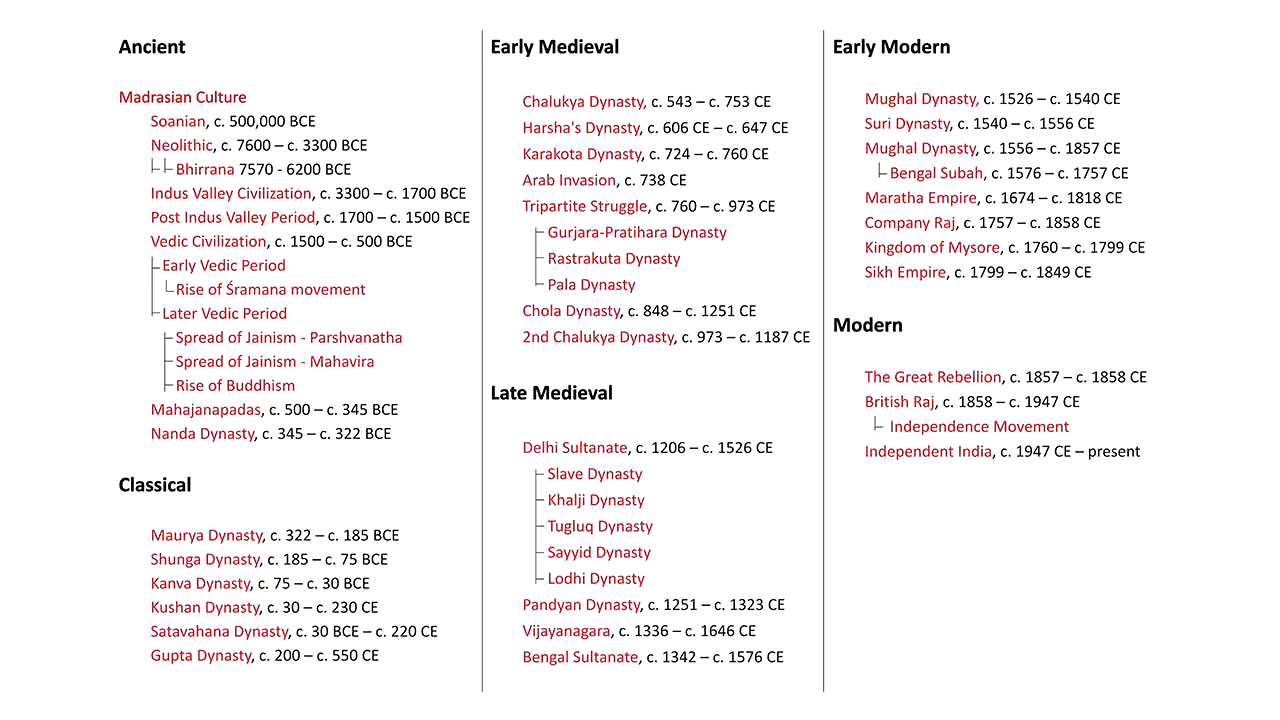 Ancient
Madrasian Culture
Soanian, c. 500,000 BCE
Neolithic, c. 7600 – c. 3300 BCE
Bhirrana 7570 - 6200 BCE
Indus Valley Civilization, c. 3300 – c. 1700 BCE
Post Indus Valley Period, c. 1700 – c. 1500 BCE
Vedic Civilization, c. 1500 – c. 500 BCE
Early Vedic Period
Rise of Śramana movement
Later Vedic Period
Spread of Jainism - Parshvanatha
Spread of Jainism - Mahavira
Rise of Buddhism
Mahajanapadas, c. 500 – c. 345 BCE
Nanda Dynasty, c. 345 – c. 322 BCE
Classical
Maurya Dynasty, c. 322 – c. 185 BCE
Shunga Dynasty, c. 185 – c. 75 BCE
Kanva Dynasty, c. 75 – c. 30 BCE
Kushan Dynasty, c. 30 – c. 230 CE
Satavahana Dynasty, c. 30 BCE – c. 220 CE
Gupta Dynasty, c. 200 – c. 550 CE
Early Medieval
Chalukya Dynasty, c. 543 – c. 753 CE
Harsha's Dynasty, c. 606 CE – c. 647 CE
Karakota Dynasty, c. 724 – c. 760 CE
Arab Invasion, c. 738 CE
Tripartite Struggle, c. 760 – c. 973 CE
Gurjara-Pratihara Dynasty
Rastrakuta Dynasty
Pala Dynasty
Chola Dynasty, c. 848 – c. 1251 CE
2nd Chalukya Dynasty, c. 973 – c. 1187 CE
Late Medieval
Delhi Sultanate, c. 1206 – c. 1526 CE
Slave Dynasty
Khalji Dynasty
Tugluq Dynasty
Sayyid Dynasty
Lodhi Dynasty
Pandyan Dynasty, c. 1251 – c. 1323 CE
Vijayanagara, c. 1336 – c. 1646 CE
Bengal Sultanate, c. 1342 – c. 1576 CE
Early Modern
Mughal Dynasty, c. 1526 – c. 1540 CE
Suri Dynasty, c. 1540 – c. 1556 CE
Mughal Dynasty, c. 1556 – c. 1857 CE
Bengal Subah, c. 1576 – c. 1757 CE
Maratha Empire, c. 1674 – c. 1818 CE
Company Raj, c. 1757 – c. 1858 CE
Kingdom of Mysore, c. 1760 – c. 1799 CE
Sikh Empire, c. 1799 – c. 1849 CE
Modern
The Great Rebellion, c. 1857 – c. 1858 CE
British Raj, c. 1858 – c. 1947 CE
Independence Movement
Independent India, c. 1947 CE – present